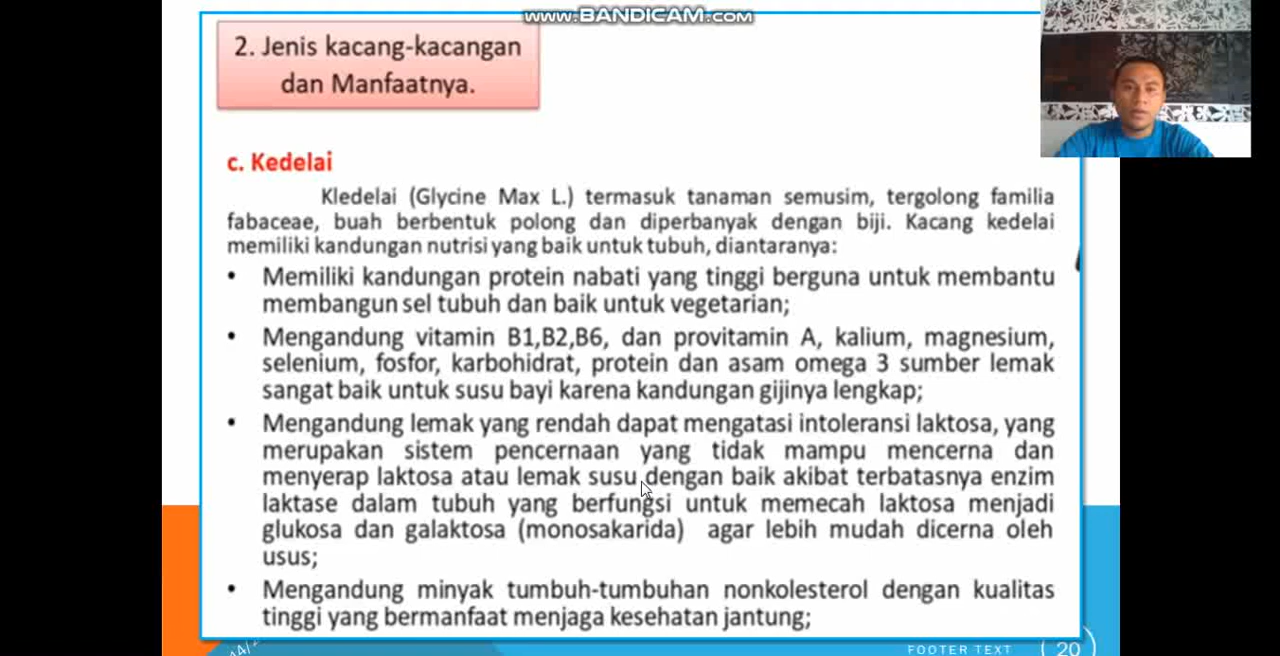 www.BANDICAM.com
2. Jenis kacang-kacangan
dan Manfaatnya.
c. Kedelai
Kledelai (Glycine Max L.) termasuk tanaman semusim, tergolong familia
fabaceae, buah berbentuk polong dan diperbanyak dengan biji. Kacang kedelai
memiliki kandungan nutrisi yang baik untuk tubuh, diantaranya:
• Memiliki kandungan protein nabati yang tinggi berguna untuk membantu
membangun sel tubuh dan baik untuk vegetarian;
• Mengandung vitamin B1,B2,B6, dan provitamin A, kalium, magnesium,
selenium, fosfor, karbohidrat, protein dan asam omega 3 sumber lemak
sangat baik untuk susu bayi karena kandungan gijinya lengkap;
• Mengandung lemak yang rendah dapat mengatasi intoleransi laktosa, yang
merupakan sistem pencernaan yang tidak mampu mencerna dan
menyerap laktosa atau lemak susu dengan baik akibat terbatasnya enzim
laktase dalam tubuh yang berfungsi untuk memecah laktosa menjadi
glukosa dan galaktosa (monosakarida) agar lebih mudah dicerna oleh
usus;
• Mengandung minyak tumbuh-tumbuhan nonkolesterol dengan kualitas
tinggi yang bermanfaat menjaga kesehatan jantung;
FOOTER TEXT
20